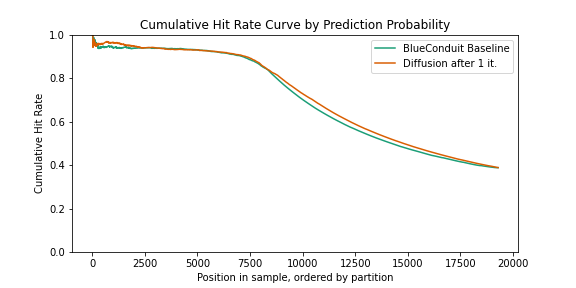 Cumulative Hit Rate Curve by Prediction Probability
1.0
0.8
0.6
0.4
0.2
0.0
Cumulative Hit Rate
BlueConduit Baseline
Diffusion after 1 it.
0 2500 5000 7500 10000 12500 15000 17500 20000
Position in sample, ordered by partition